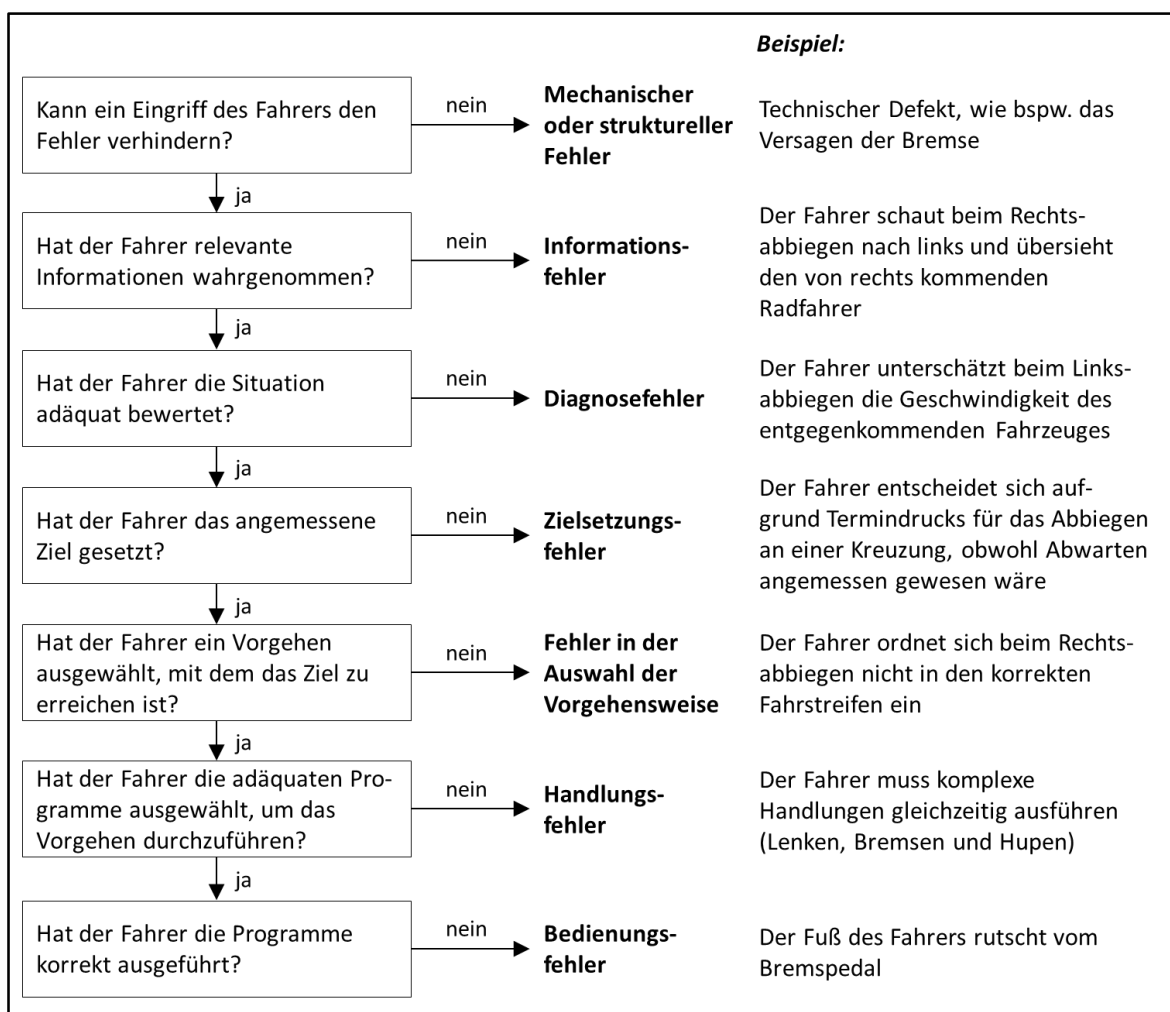 Beispiel:
Kann ein Eingriff des Fahrers den
Fehler verhindern?
nein
Mechanischer
oder struktureller
Fehler
Technischer Defekt, wie bspw. das
Versagen der Bremse
ja
Hat der Fahrer relevante
Informationen wahrgenommen?
nein
Informations-
fehler
Der Fahrer schaut beim Rechts-
abbiegen nach links und übersieht
den von rechts kommenden
Radfahrer
ja
Hat der Fahrer die Situation
adäquat bewertet?
nein
Diagnosefehler
Der Fahrer unterschätzt beim Links-
abbiegen die Geschwindigkeit des
entgegenkommenden Fahrzeuges
ja
Hat der Fahrer das angemessene
Ziel gesetzt?
nein
Zielsetzungs-
fehler
Der Fahrer entscheidet sich auf-
grund Termindrucks für das Abbiegen
an einer Kreuzung, obwohl Abwarten
angemessen gewesen wäre
ja
Hat der Fahrer ein Vorgehen
ausgewählt, mit dem das Ziel zu
erreichen ist?
nein
Fehler in der
Auswahl der
Vorgehensweise
Der Fahrer ordnet sich beim Rechts-
abbiegen nicht in den korrekten
Fahrstreifen ein
ja
Hat der Fahrer die adäquaten Pro-
gramme ausgewählt, um das
Vorgehen durchzuführen?
nein
Handlungs-
fehler
Der Fahrer muss komplexe
Handlungen gleichzeitig ausführen
(Lenken, Bremsen und Hupen)
ja
Hat der Fahrer die Programme
korrekt ausgeführt?
nein
Bedienungs-
fehler
Der Fuß des Fahrers rutscht vom
Bremspedal